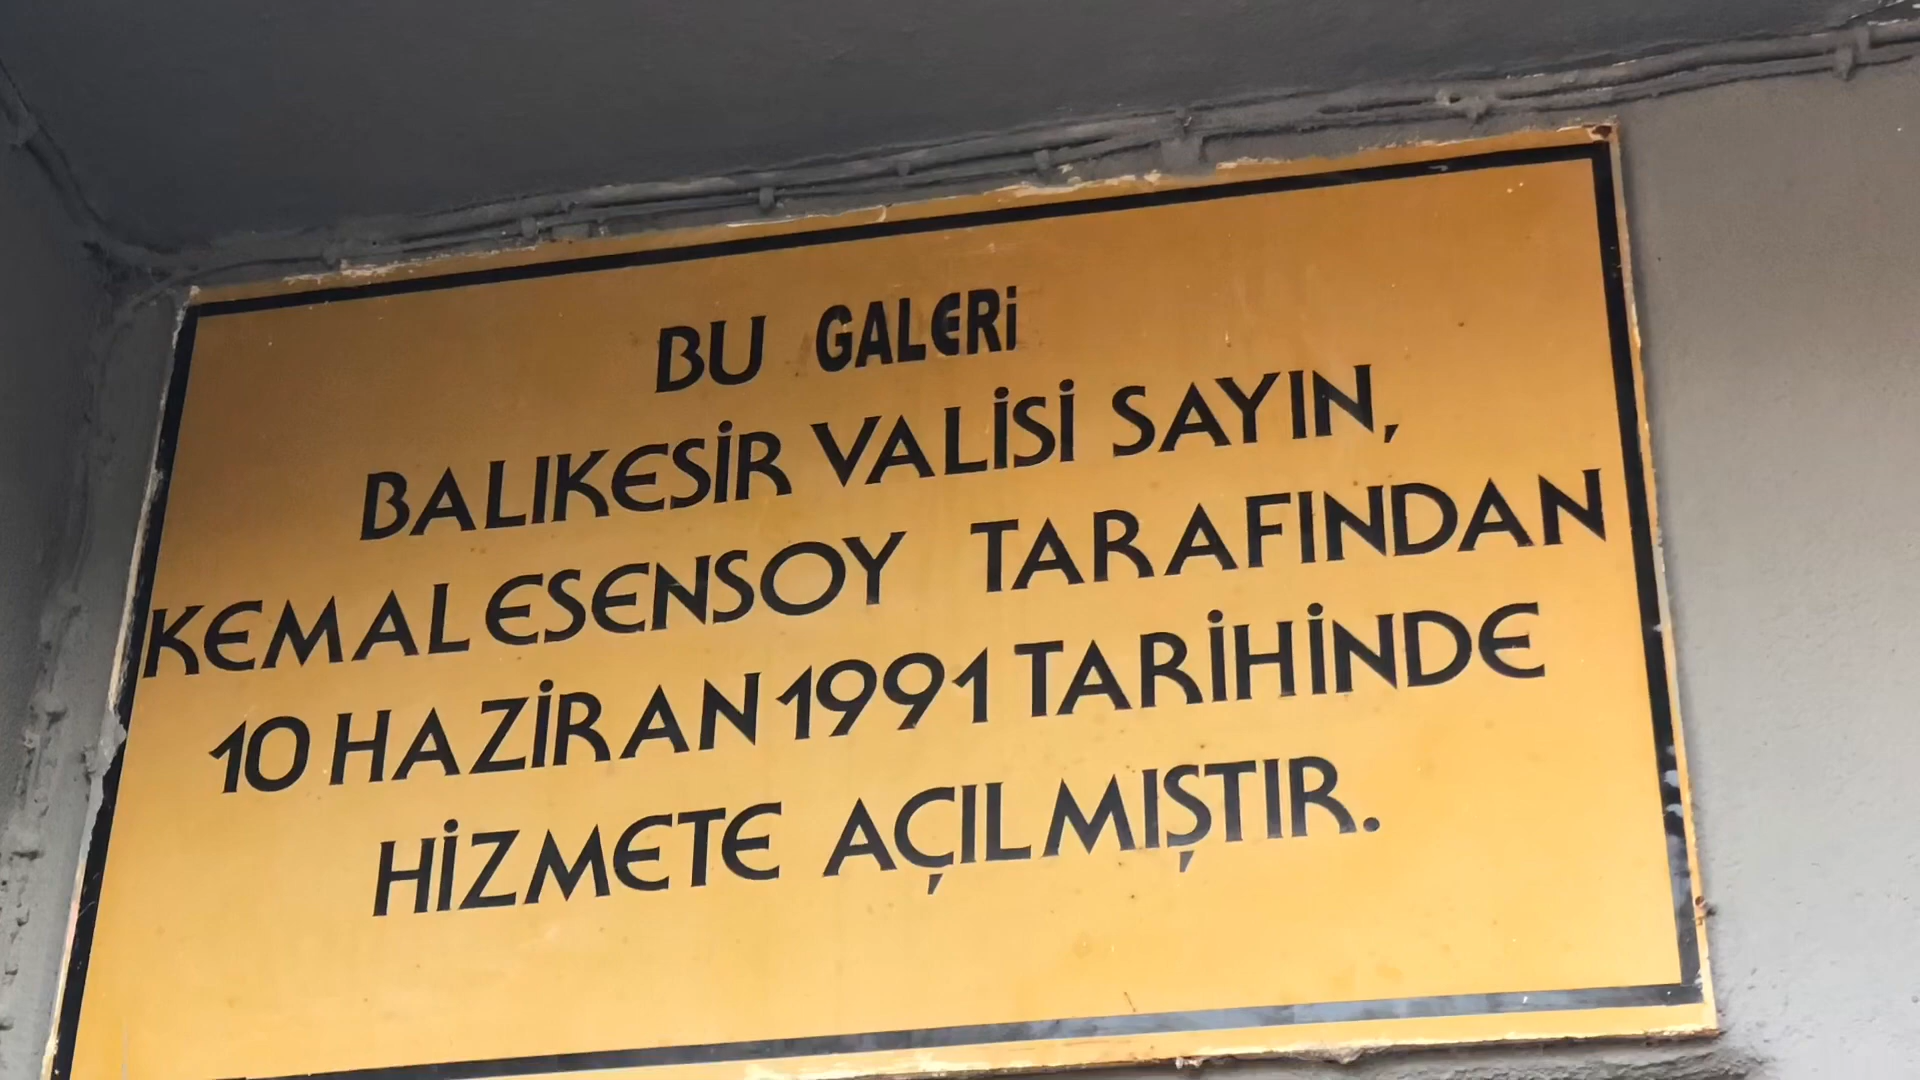 BU GALERİ
BALIKESİR VALİSİ SAYIN,
KEMAL ESENSOY TARAFINDAN
10 HAZİRAN 1991 TARİHİNDE
HİZMETE AÇILMIŞTIR.